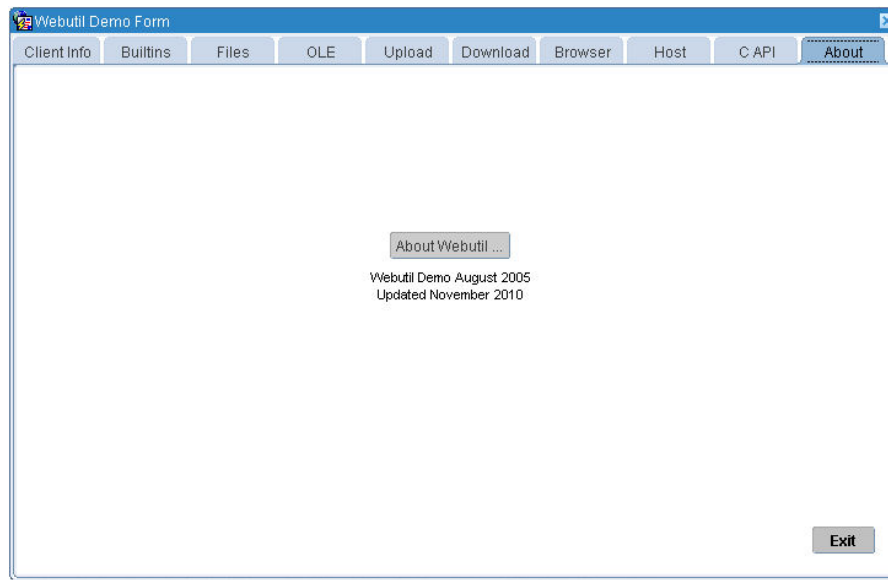 Webutil Demo Form
Client Info Builtins Files OLE Upload Download Browser Host C API About
About Webutil ...
Webutil Demo August 2005
Updated November 2010
Exit